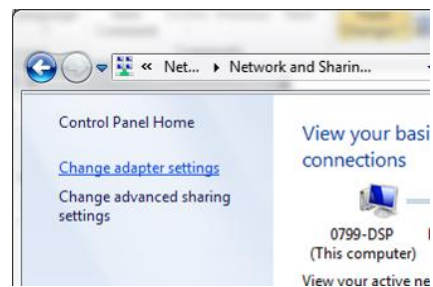 « Net... ▸ Network and Sharin...
Control Panel Home
View your basi
connections
Change adapter settings
Change advanced sharing
settings
0799-DSP
(This computer)
View your active ne